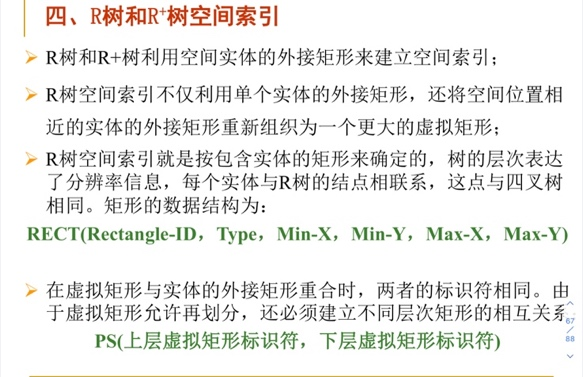 四、R树和R⁺树空间索引
R树和R+树利用空间实体的外接矩形来建立空间索引；
R树空间索引不仅利用单个实体的外接矩形，还将空间位置相
近的实体的外接矩形重新组织为一个更大的虚拟矩形；
R树空间索引就是按包含实体的矩形来确定的，树的层次表达
了分辨率信息，每个实体与R树的结点相联系，这点与四叉树
相同。矩形的数据结构为：
RECT(Rectangle-ID，Type，Min-X，Min-Y，Max-X，Max-Y)
在虚拟矩形与实体的外接矩形重合时，两者的标识符相同。由
于虚拟矩形允许再划分，还必须建立不同层次矩形的相互关系
PS(上层虚拟矩形标识符，下层虚拟矩形标识符)
67
/
88